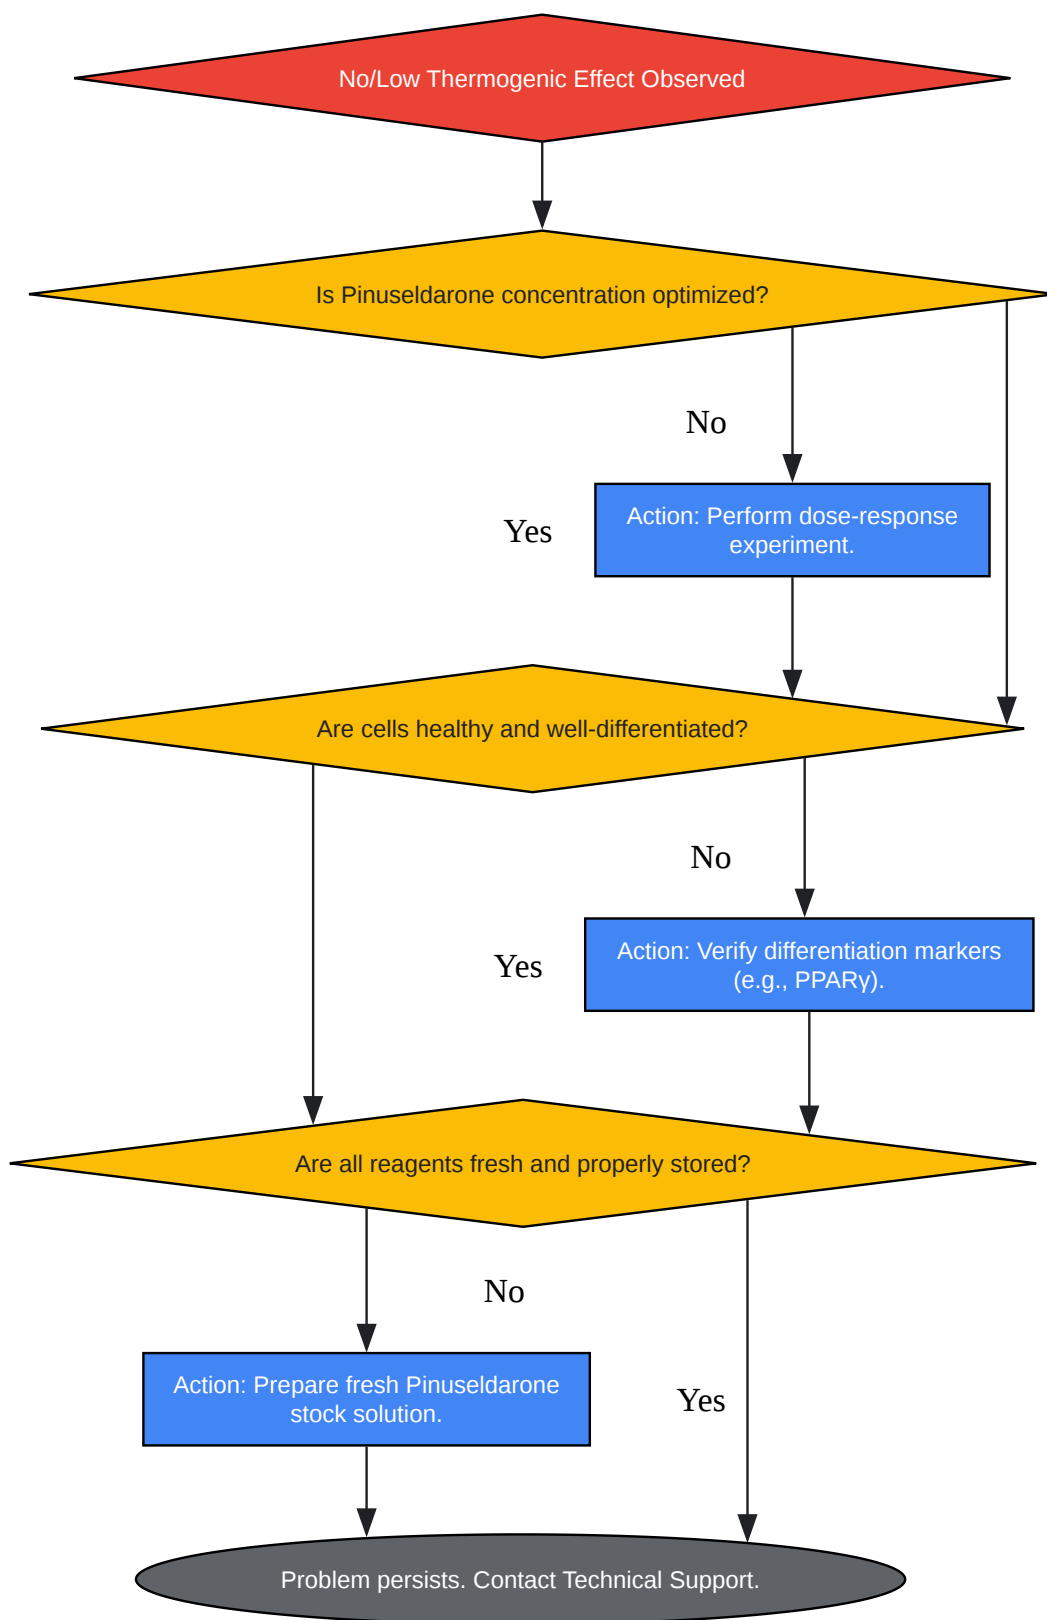 No/Low Thermogenic Effect Observed
Is Pinuseldarone concentration optimized?
No
Action: Perform dose-response
experiment.
Yes
Are cells healthy and well-differentiated?
No
Action: Verify differentiation markers
(e.g., PPARγ).
Yes
Are all reagents fresh and properly stored?
No
Action: Prepare fresh Pinuseldarone
stock solution.
Yes
Problem persists. Contact Technical Support.